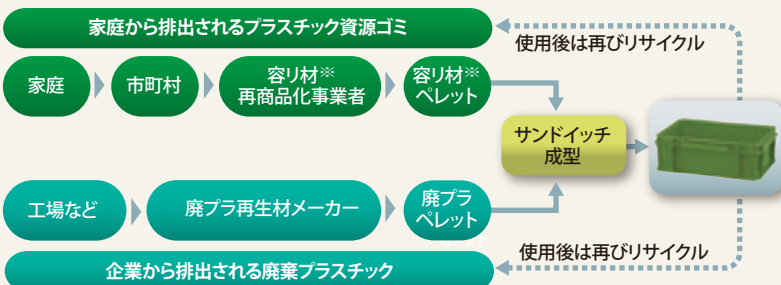 家庭から排出されるプラスチック資源ゴミ
使用後は再びリサイクル
家庭
市町村
容リ材※
再商品化事業者
容リ材※
ペレット
サンドイッチ
成型
工場など
廃プラ再生材メーカー
廃プラ
ペレット
使用後は再びリサイクル
企業から排出される廃棄プラスチック